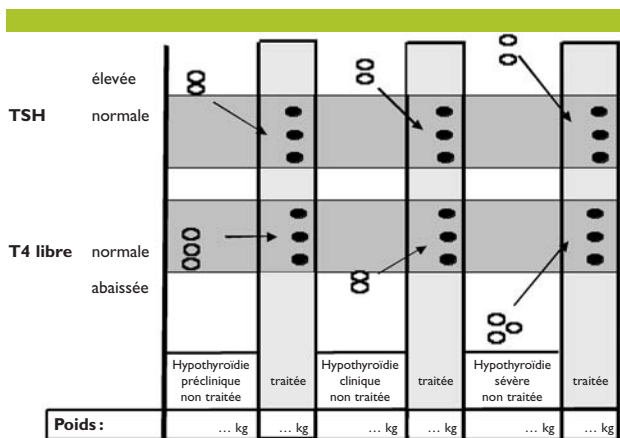 élevée
TSH normale
T4 libre normale
abaissée
Hypothyroïdie préclinique non traitée
traitée
Hypothyroïdie clinique non traitée
traitée
Hypothyroïdie sévère non traitée
traitée
Poids : ... kg ... kg ... kg ... kg ... kg ... kg